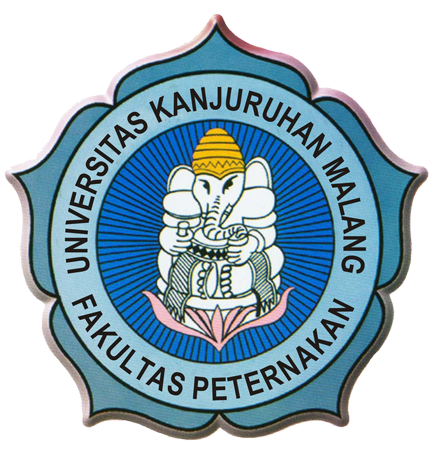 UNIVERSITAS KANJURUHAN MALANG
FAKULTAS PETERNAKAN